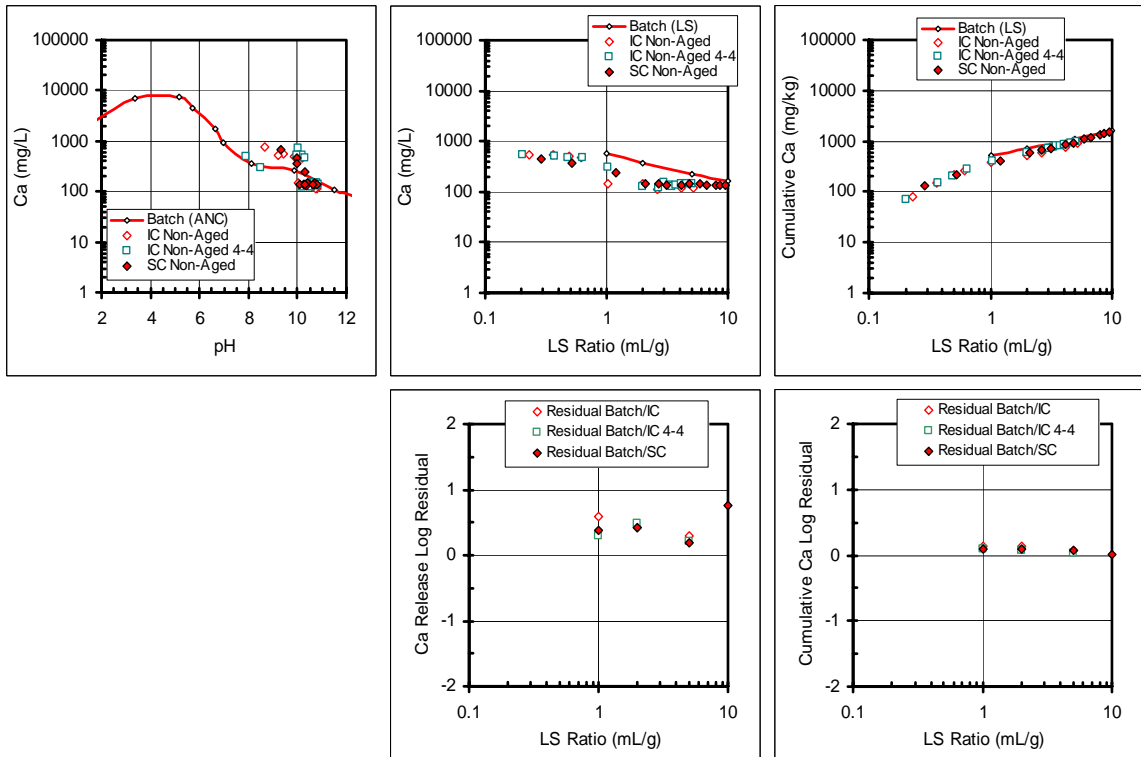 100000
10000
1000
100
10
1
Ca (mg/L)
2 4 6 8 10 12
pH
Batch (ANC)
IC Non-Aged
IC Non-Aged 4-4
SC Non-Aged
Batch (LS)
IC Non-Aged
IC Non-Aged 4-4
SC Non-Aged
100000
10000
1000
100
10
1
Ca (mg/L)
0.1 1 10
LS Ratio (mL/g)
Batch (LS)
IC Non-Aged
IC Non-Aged 4-4
SC Non-Aged
100000
10000
1000
100
10
1
Cumulative Ca (mg/kg)
0.1 1 10
LS Ratio (mL/g)
Residual Batch/IC
Residual Batch/IC 4-4
Residual Batch/SC
2
1
0
-1
-2
Ca Release Log Residual
0.1 1 10
LS Ratio (mL/g)
Residual Batch/IC
Residual Batch/IC 4-4
Residual Batch/SC
2
1
0
-1
-2
Cumulative Ca Log Residual
0.1 1 10
LS Ratio (mL/g)